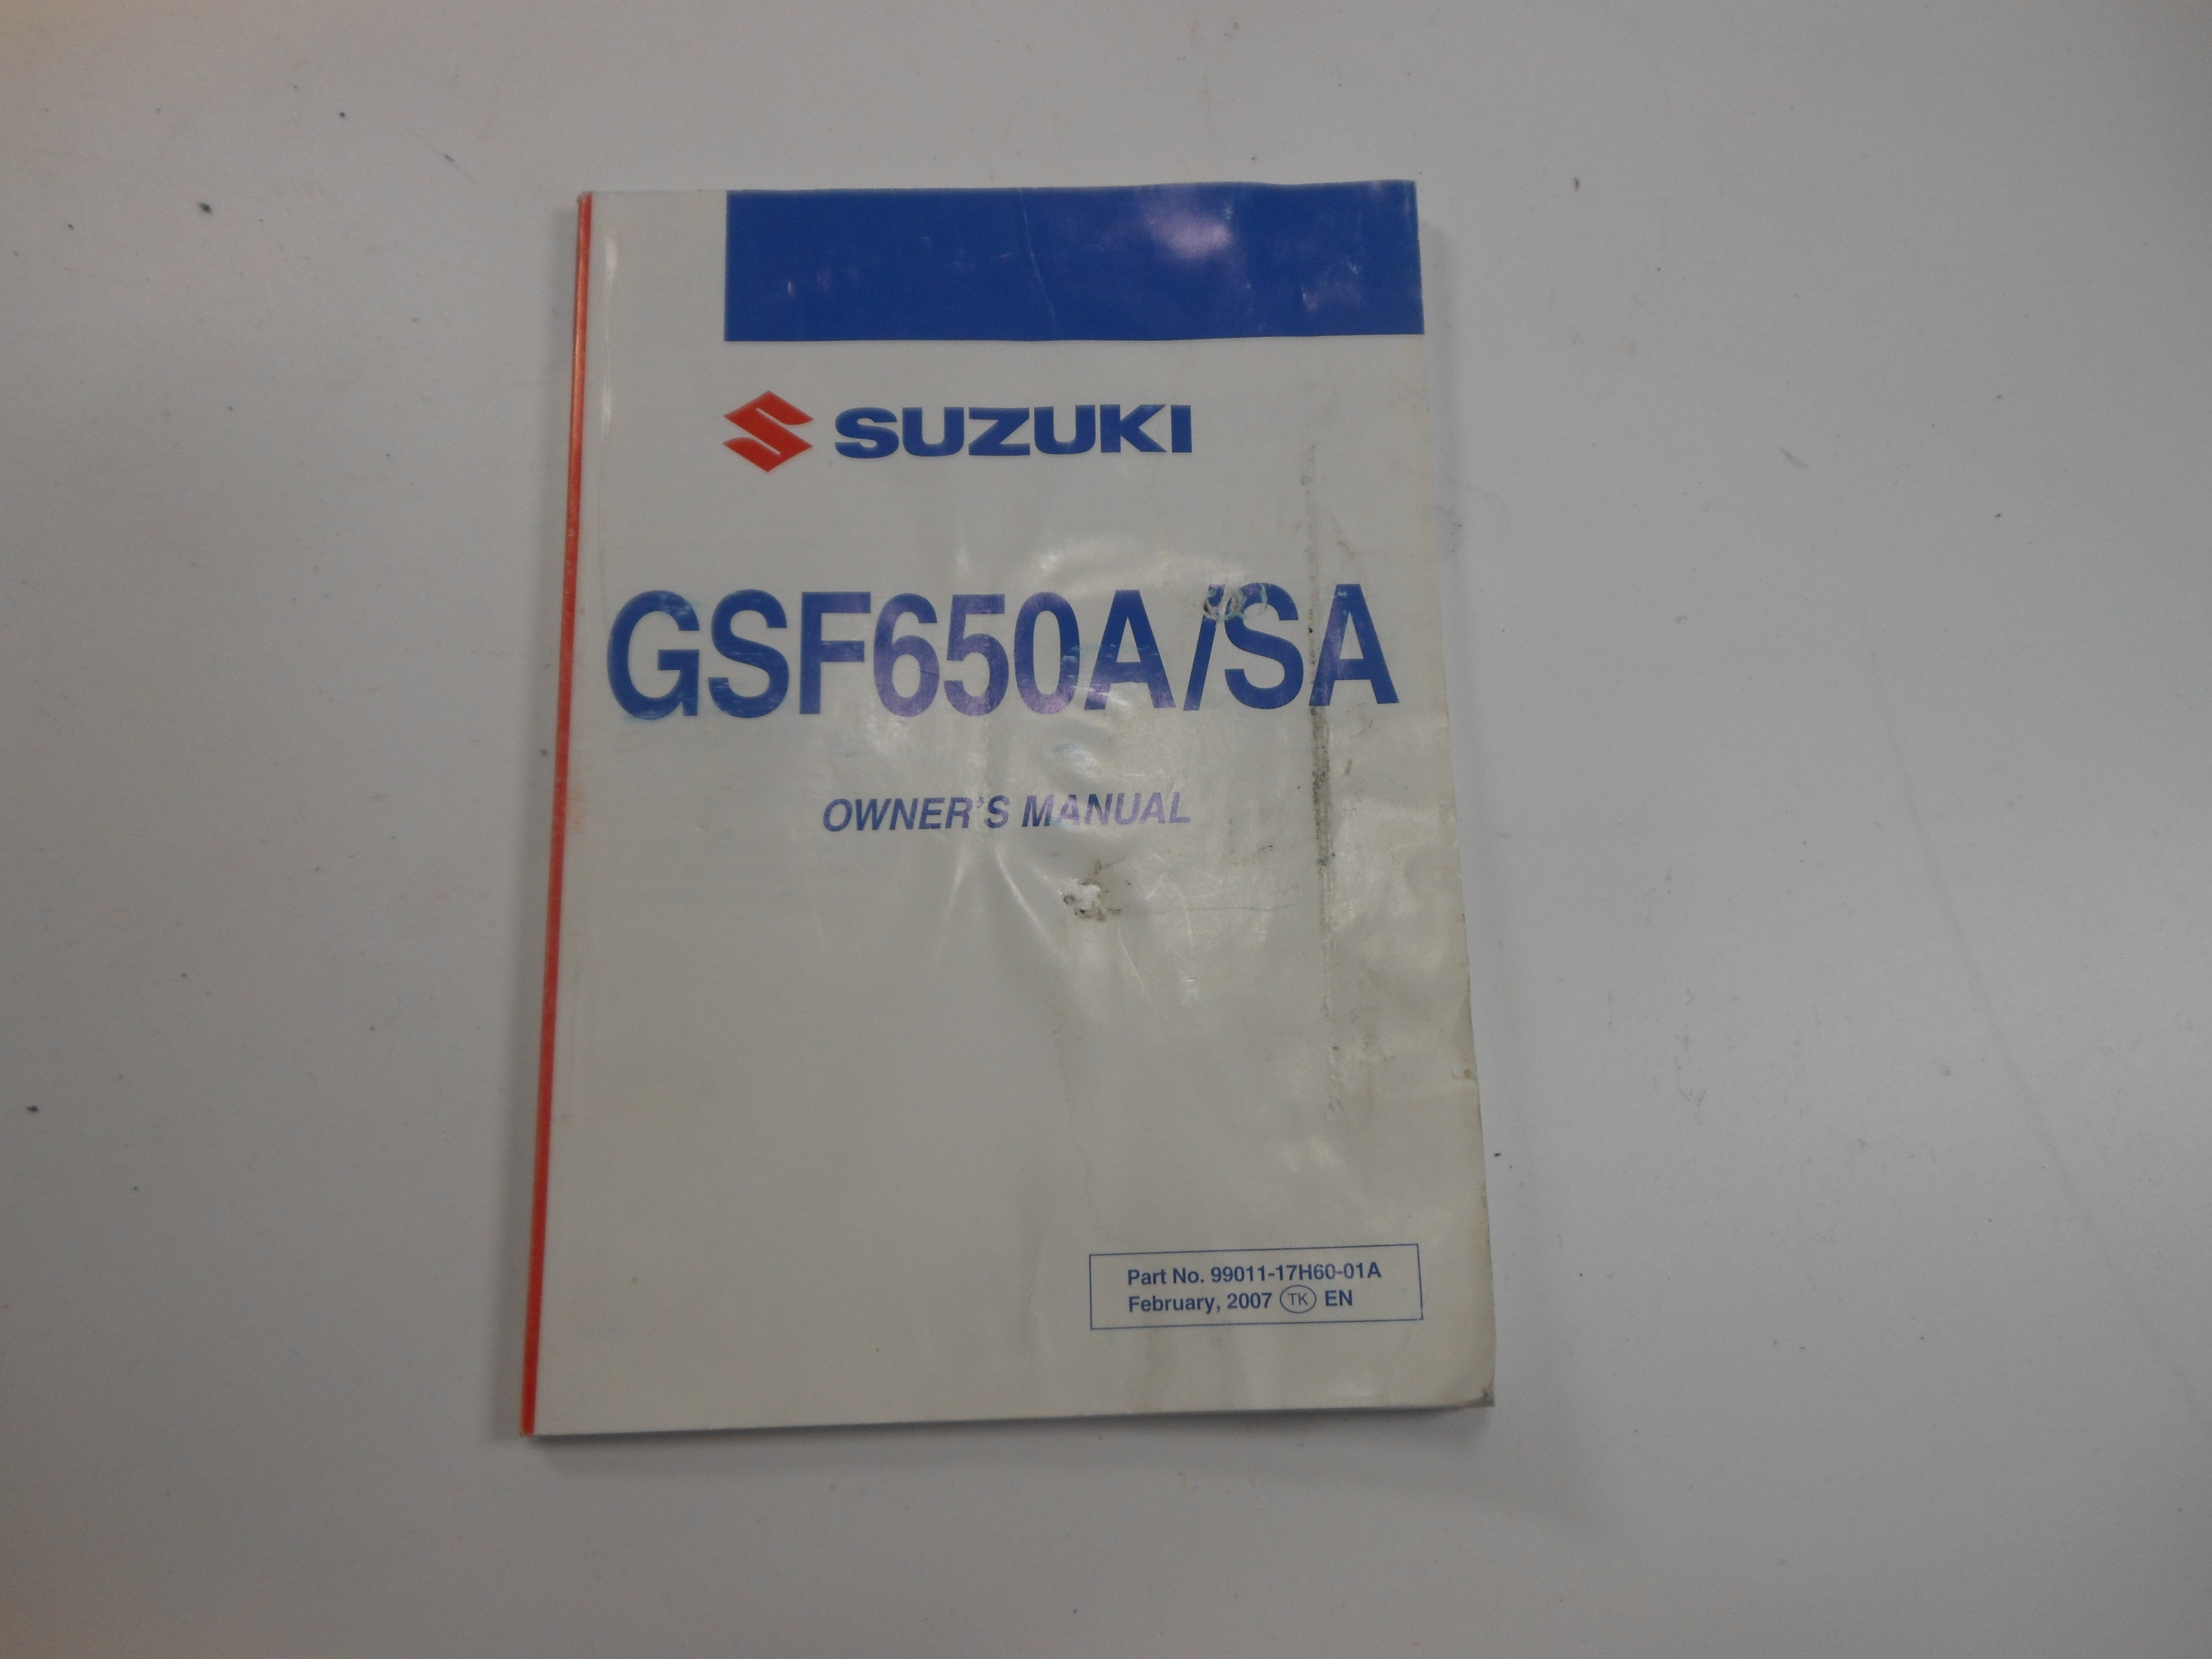 SUZUKI
GSF650A/SA
OWNER'S MANUAL
Part No. 99011-17H60-01A
February, 2007 TK EN